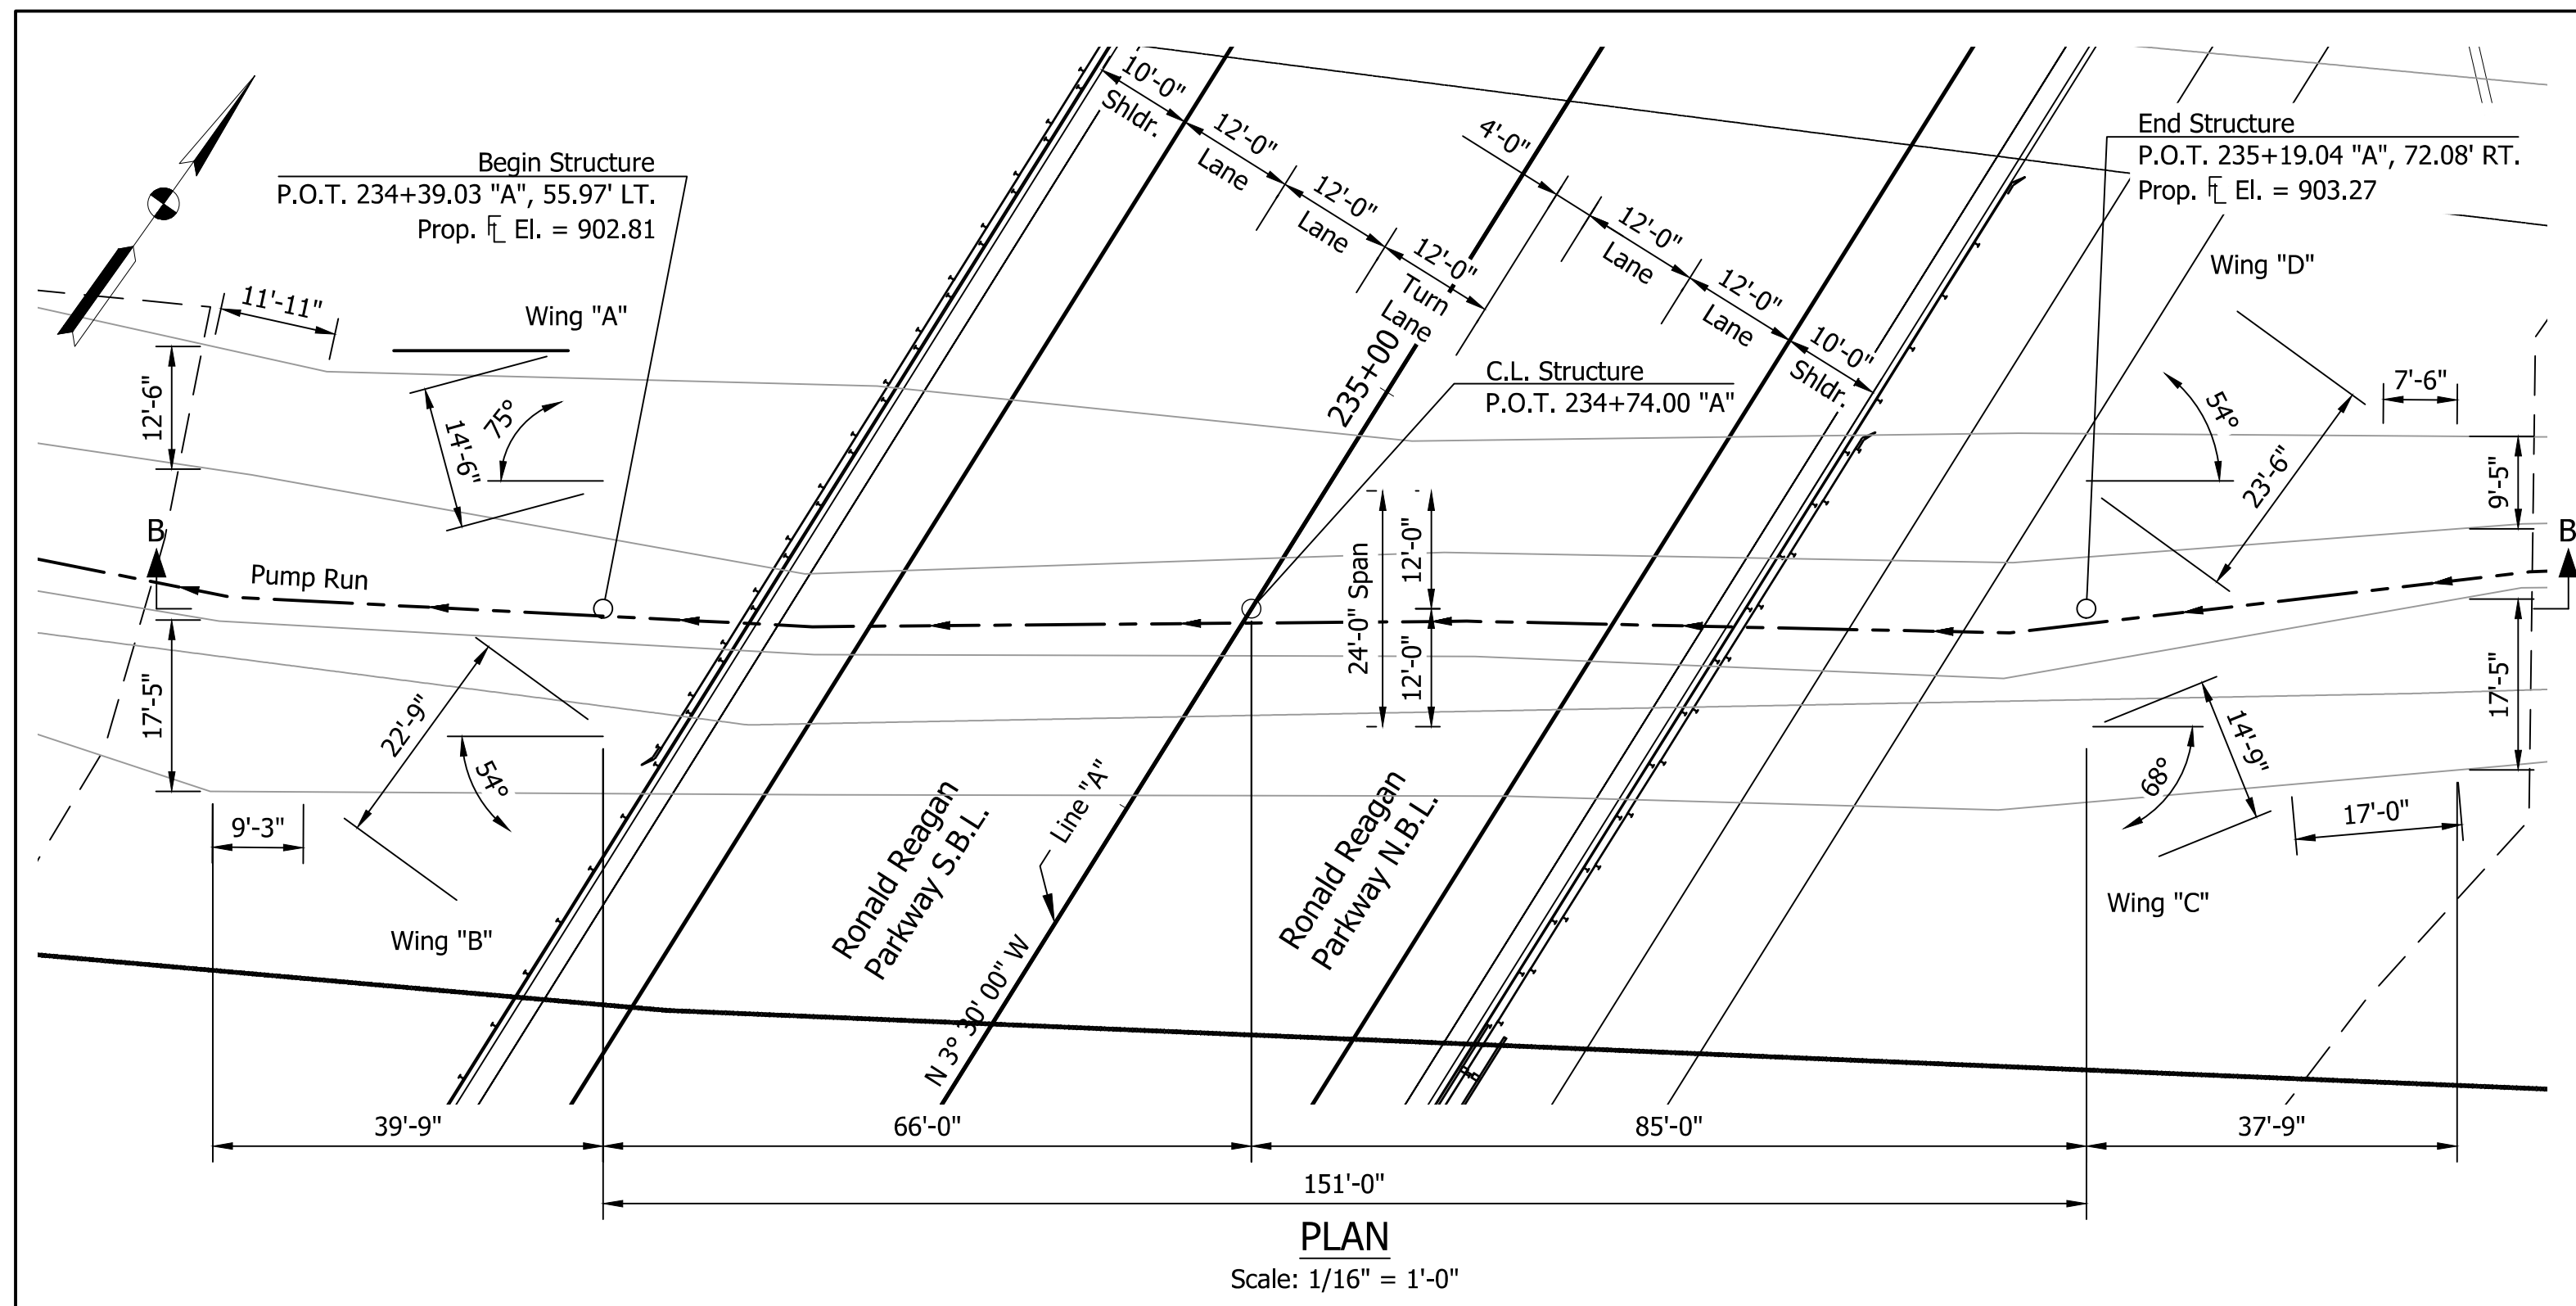 10'-0"
Shldr.
12'-0"
Lane
12'-0"
Lane
12'-0"
Turn
Lane
4'-0"
12'-0"
Lane
12'-0"
Lane
10'-0"
Shldr.
Begin Structure
P.O.T. 234+39.03 "A", 55.97' LT.
Prop. FL El. = 902.81
End Structure
P.O.T. 235+19.04 "A", 72.08' RT.
Prop. FL El. = 903.27
Wing "D"
11'-11"
Wing "A"
12'-6"
14'-6"
75°
235+00
C.L. Structure
P.O.T. 234+74.00 "A"
54°
7'-6"
23'-6"
9'-5"
B
B
Pump Run
24'-0" Span
12'-0"
12'-0"
17'-5"
22'-9"
54°
9'-3"
Wing "B"
Ronald Reagan
Parkway S.B.L.
Line "A"
N 3° 30' 00" W
Ronald Reagan
Parkway N.B.L.
68°
14'-9"
17'-5"
17'-0"
Wing "C"
39'-9"
66'-0"
85'-0"
37'-9"
151'-0"
PLAN
Scale: 1/16" = 1'-0"